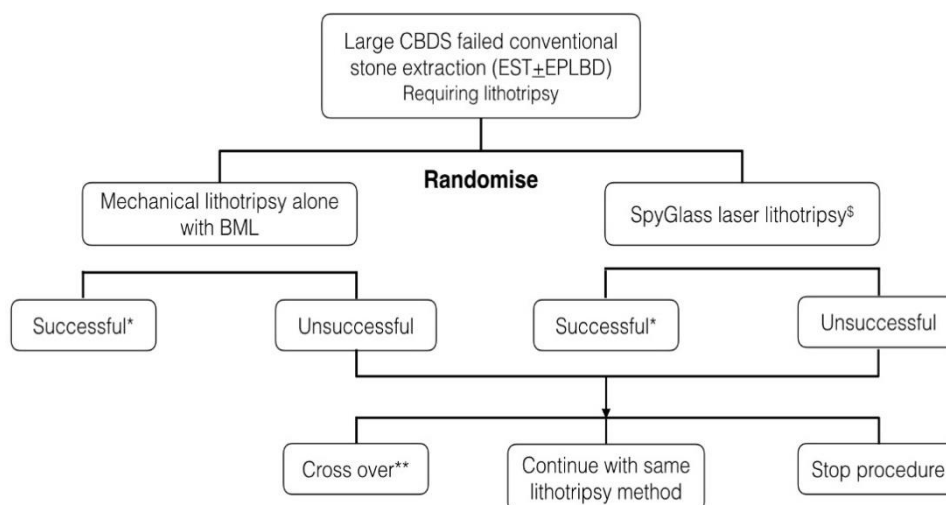 Large CBDS failed conventional
stone extraction (EST±EPLBD)
Requiring lithotripsy
Randomise
Mechanical lithotripsy alone
with BML
SpyGlass laser lithotripsy$
Successful*
Unsuccessful
Successful*
Unsuccessful
Cross over**
Continue with same
lithotripsy method
Stop procedure